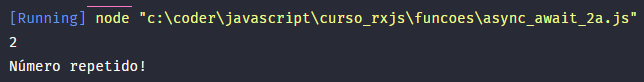 [Running] node "c:\coder\javascript\curso_rxjs\funcoes\async_await_2a.js"
2
Número repetido!